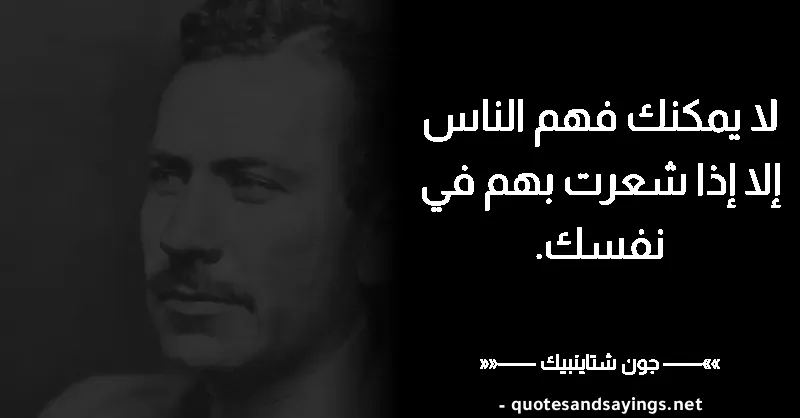 لا يمكنك فهم الناس
إلا إذا شعرت بهم في
نفسك.
»»—— جون شتاينبيك ——««
- quotesandsayings.net